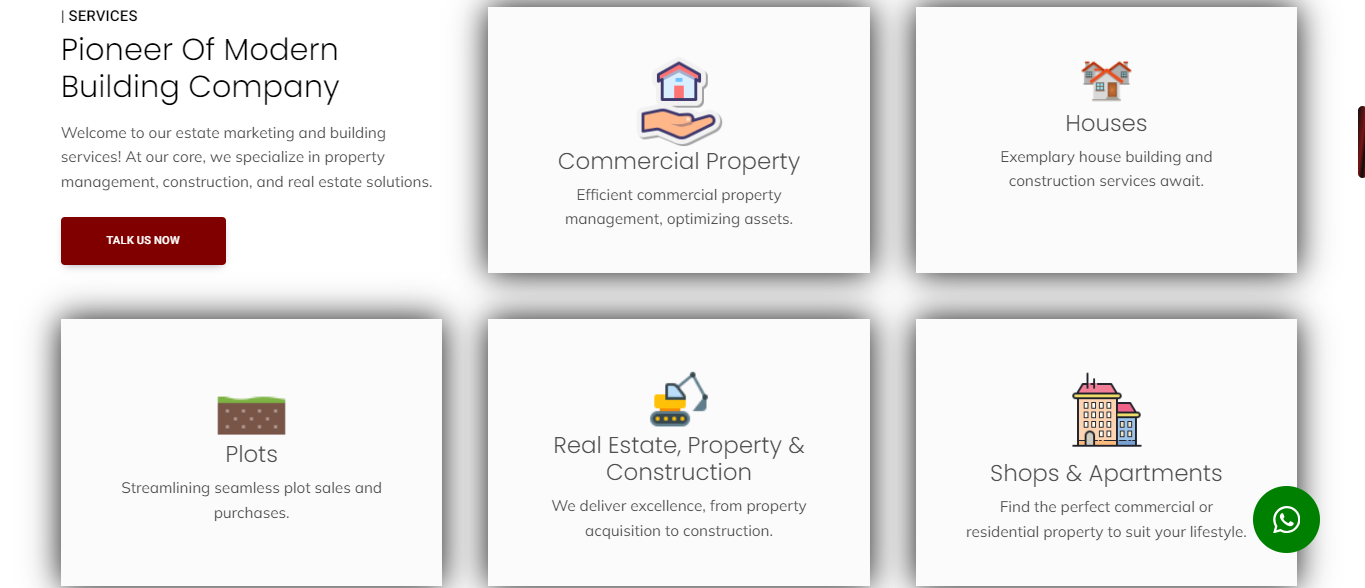 | SERVICES
Pioneer Of Modern
Building Company
Welcome to our estate marketing and building
services! At our core, we specialize in property
management, construction, and real estate solutions.
TALK US NOW
Commercial Property
Efficient commercial property
management, optimizing assets.
Houses
Exemplary house building and
construction services await.
Plots
Streamlining seamless plot sales and
purchases.
Real Estate, Property &
Construction
We deliver excellence, from property
acquisition to construction.
Shops & Apartments
Find the perfect commercial or
residential property to suit your lifestyle.